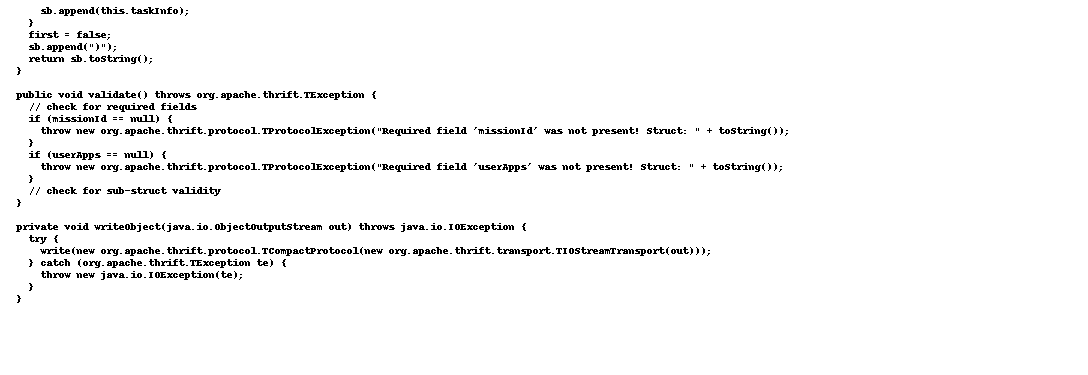 sb.append(this.taskInfo);
  }
  first = false;
  sb.append(")");
  return sb.toString();
}

public void validate() throws org.apache.thrift.TException {
  // check for required fields
  if (missionId == null) {
    throw new org.apache.thrift.protocol.TProtocolException("Required field 'missionId' was not present! Struct: " + toString());
  }
  if (userApps == null) {
    throw new org.apache.thrift.protocol.TProtocolException("Required field 'userApps' was not present! Struct: " + toString());
  }
  // check for sub-struct validity
}

private void writeObject(java.io.ObjectOutputStream out) throws java.io.IOException {
  try {
    write(new org.apache.thrift.protocol.TCompactProtocol(new org.apache.thrift.transport.TIOStreamTransport(out)));
  } catch (org.apache.thrift.TException te) {
    throw new java.io.IOException(te);
  }
}